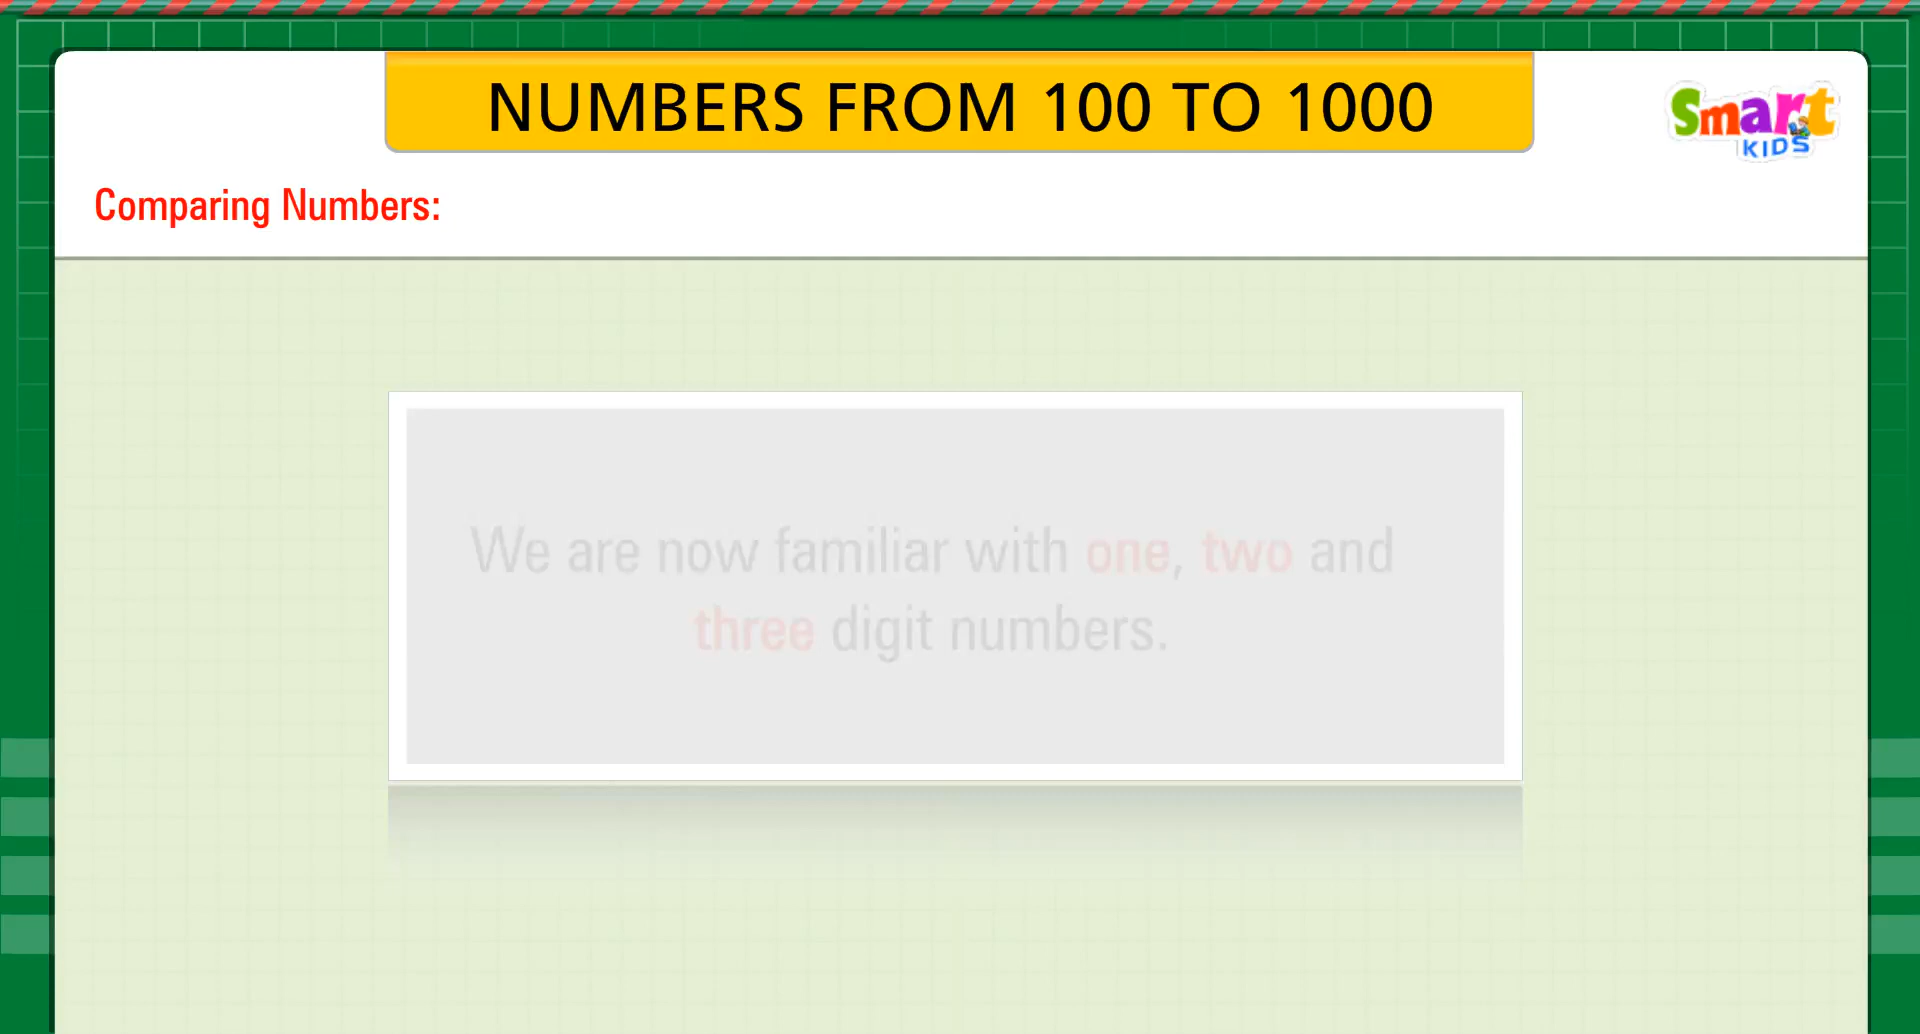 NUMBERS FROM 100 TO 1000
Smart
KIDS
Comparing Numbers:
We are now familiar with one, two and
three digit numbers.